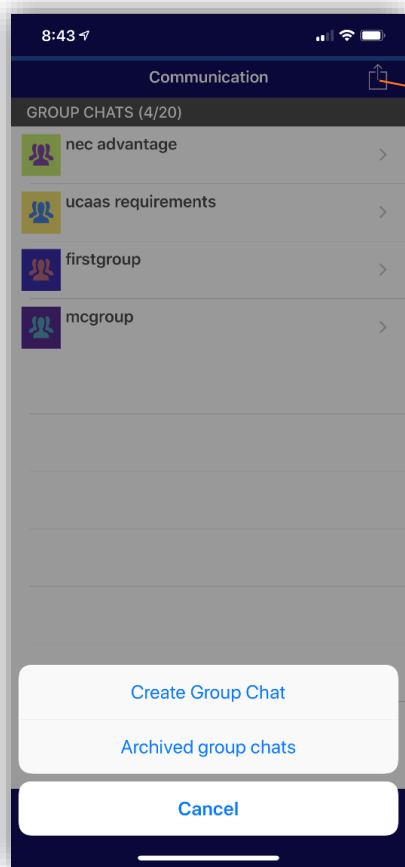 8:43
Communication
GROUP CHATS (4/20)
nec advantage
ucaas requirements
firstgroup
mcgroup
Create Group Chat
Archived group chats
Cancel